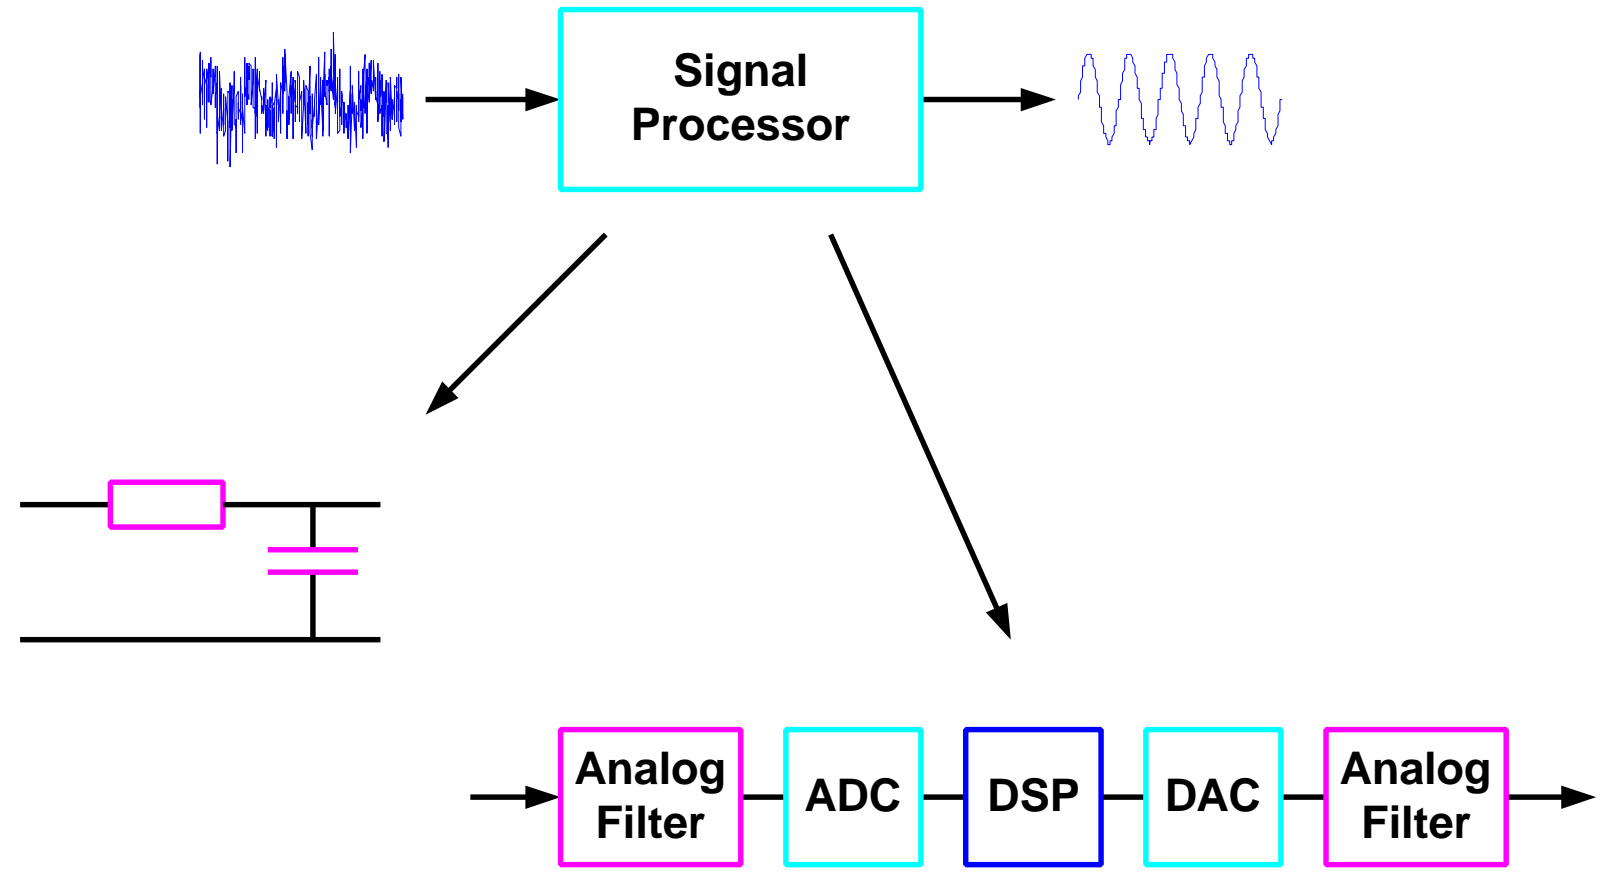 Signal
Processor
Analog
Filter
ADC
DSP
DAC
Analog
Filter